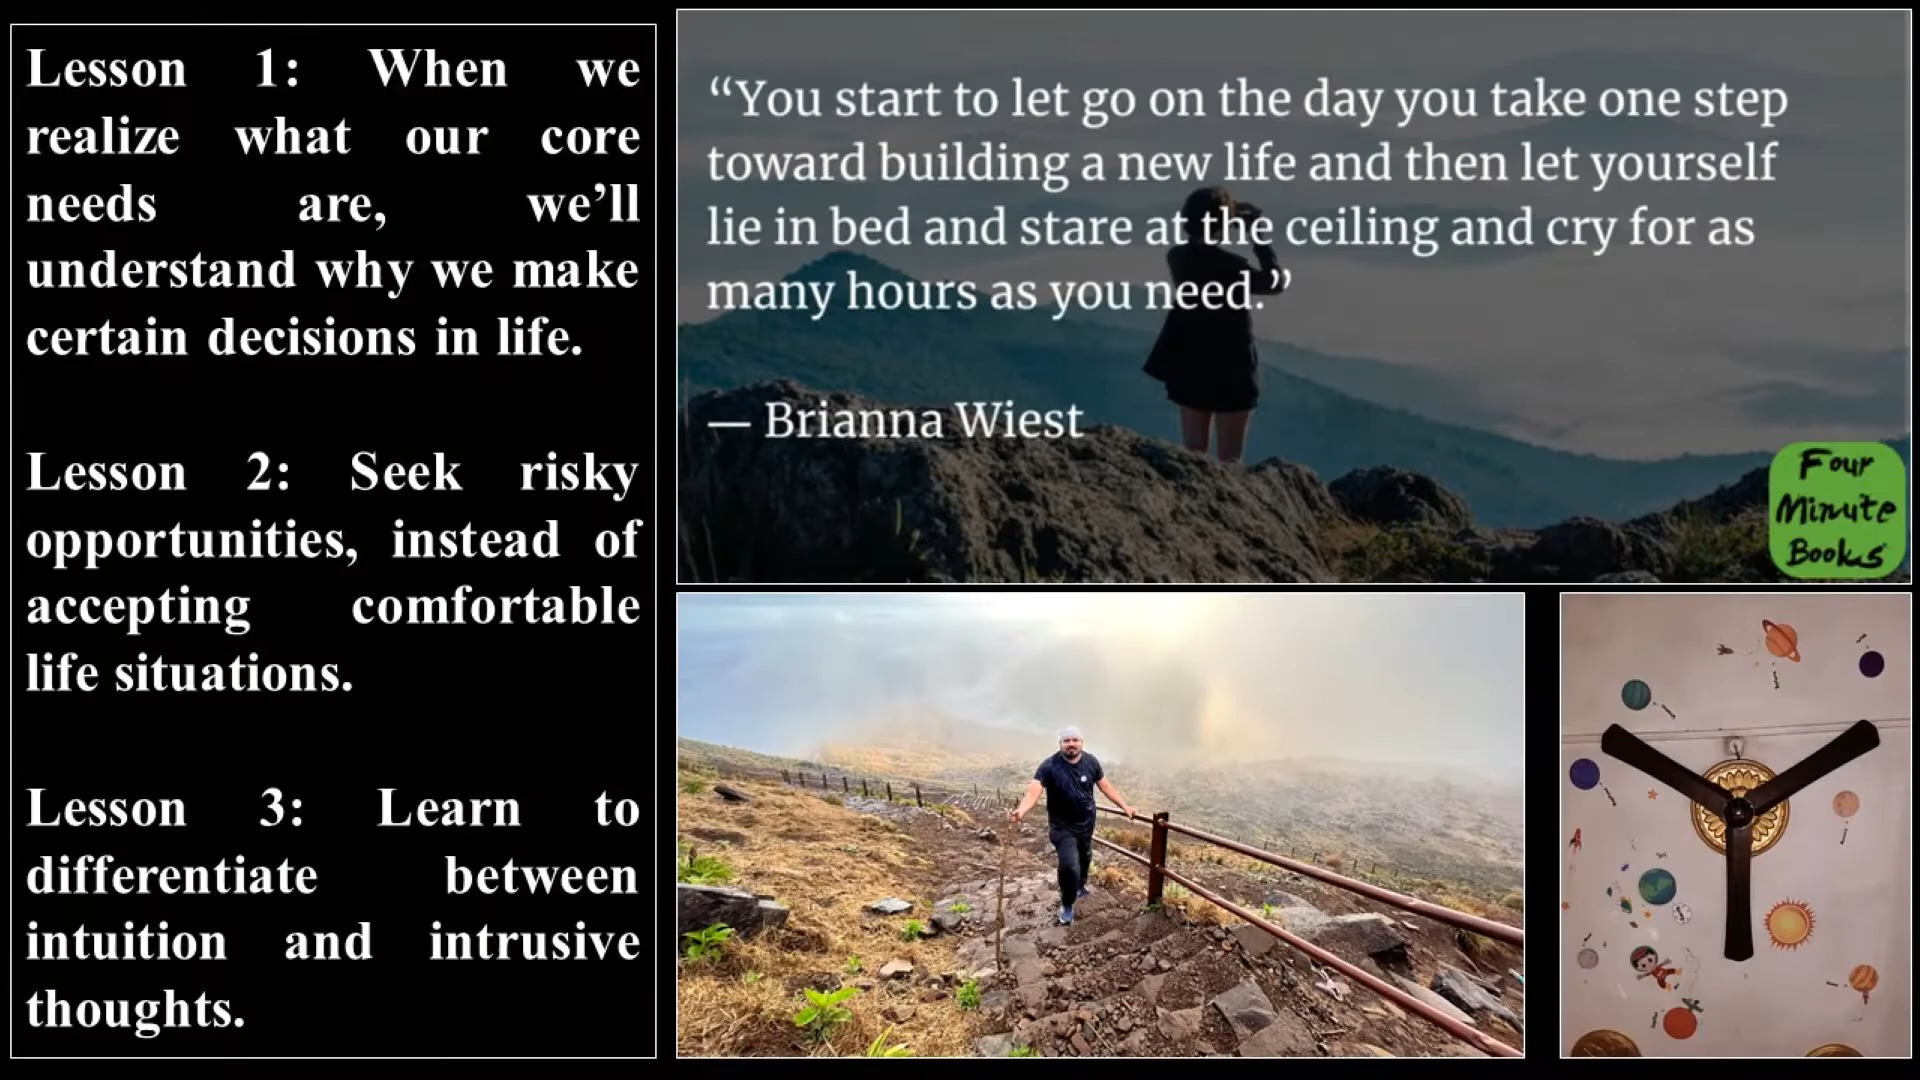 Lesson 1: When we
realize what our core
needs are, we’ll
understand why we make
certain decisions in life.
Lesson 2: Seek risky
opportunities, instead of
accepting comfortable
life situations.
Lesson 3: Learn to
differentiate between
intuition and intrusive
thoughts.
“You start to let go on the day you take one step
toward building a new life and then let yourself
lie in bed and stare at the ceiling and cry for as
many hours as you need.”
— Brianna Wiest
Four
Minute
Books